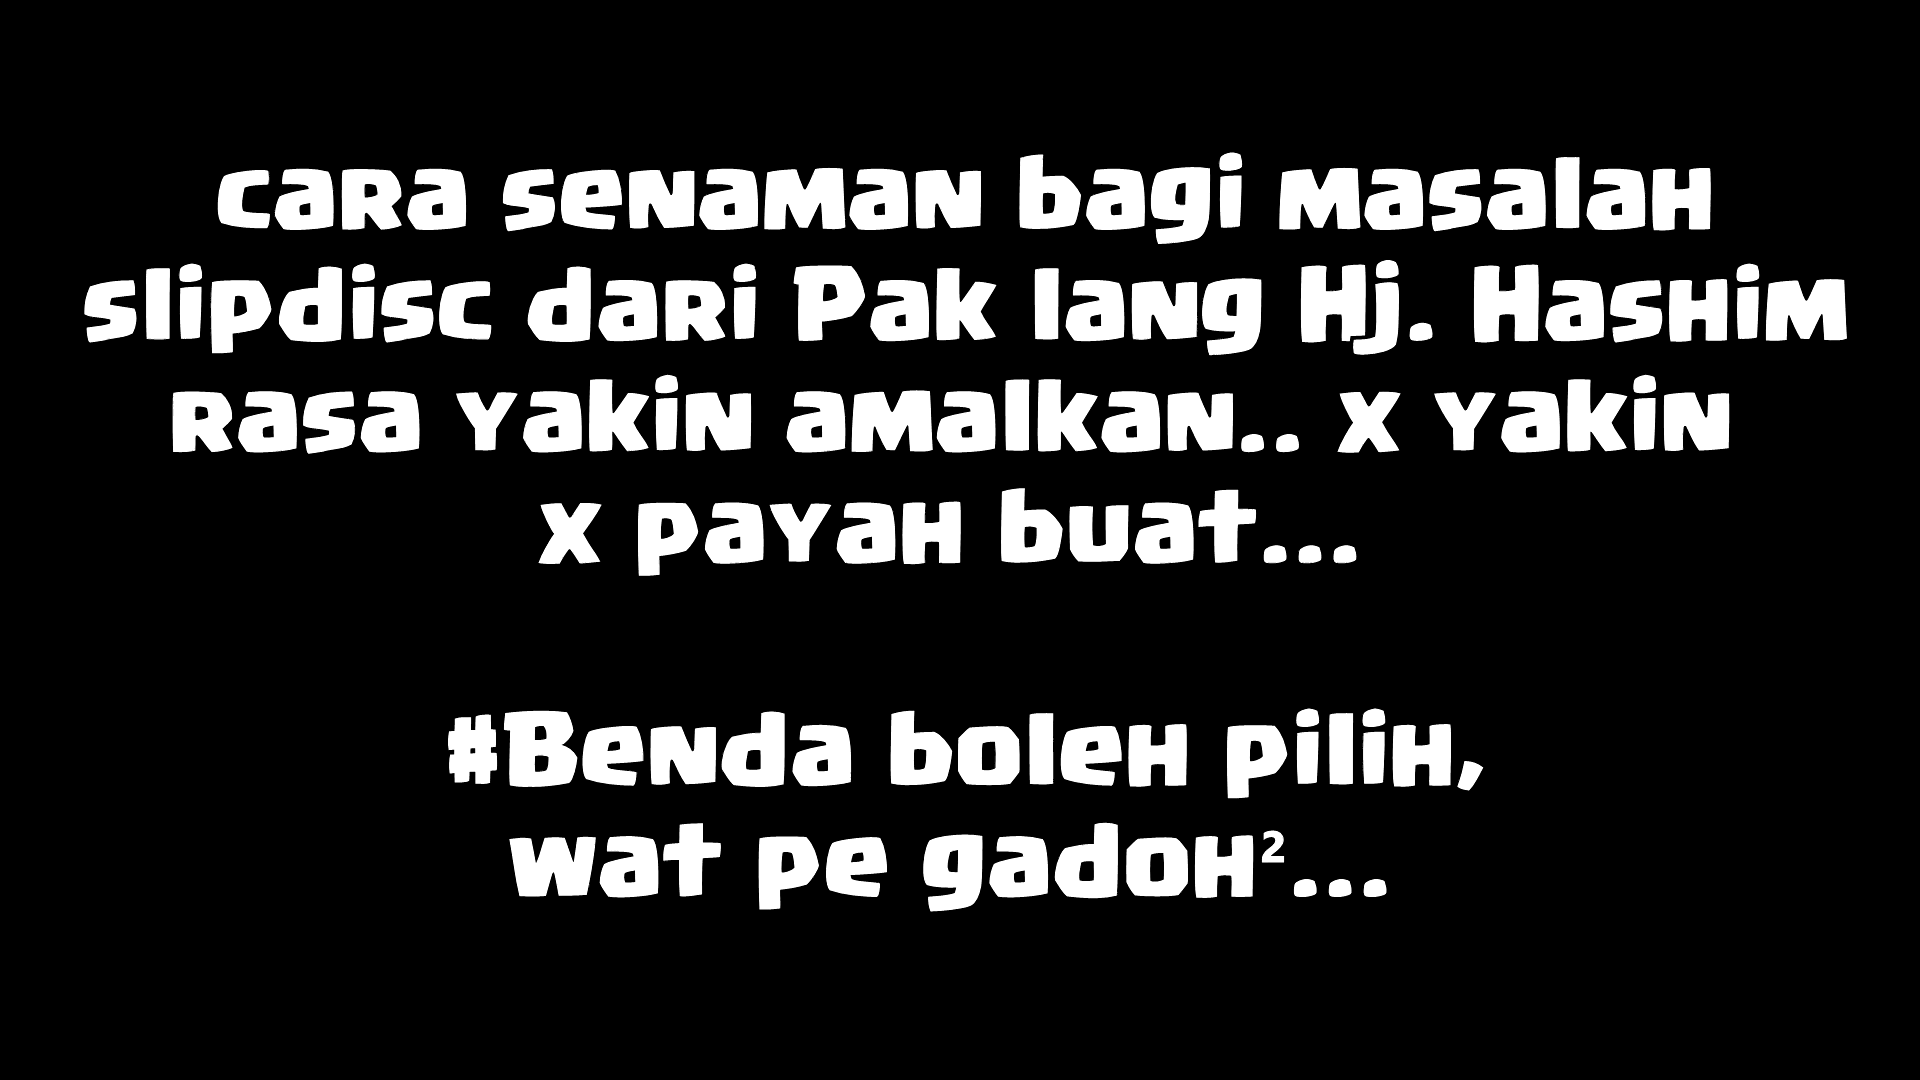 cara senaman bagi masalah
slipdisc dari Pak lang Hj. Hashim
rasa yakin amalkan.. x yakin
x payah buat...
#Benda boleh pilih,
wat pe gadoh²...